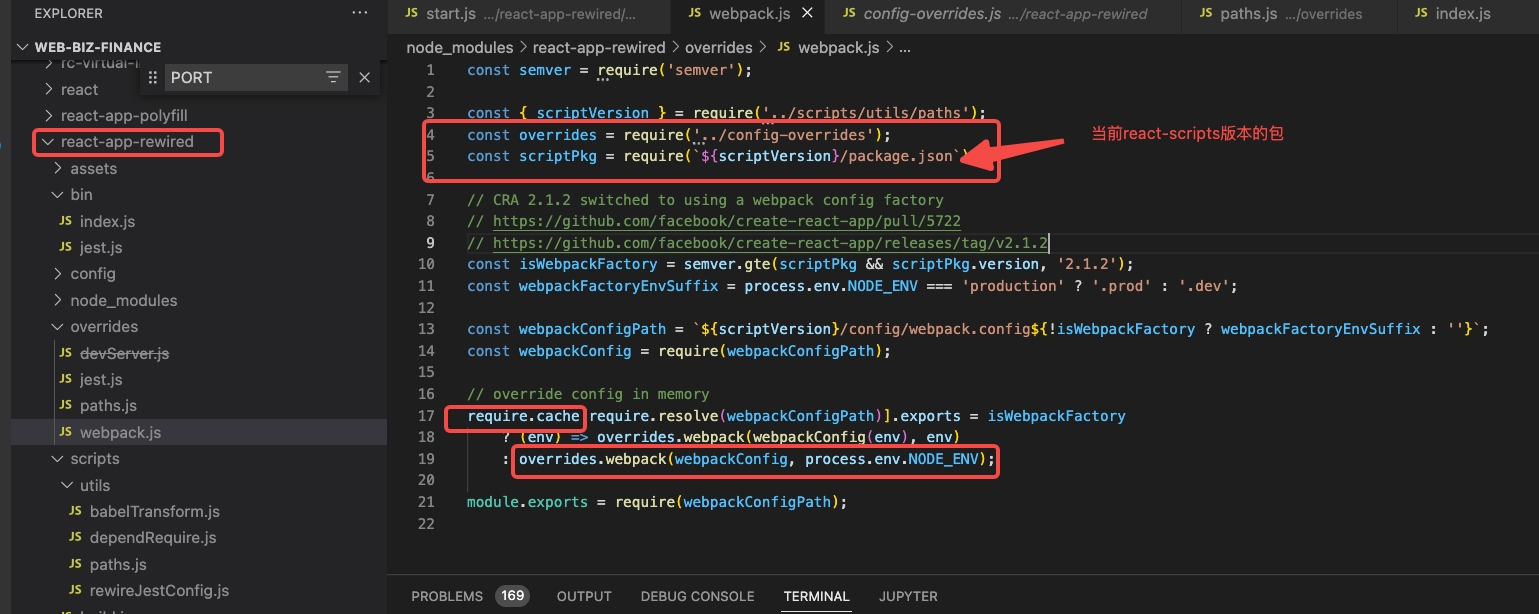 EXPLORER
···
WEB-BIZ-FINANCE
rc-virtual-
PORT
react
react-app-polyfill
react-app-rewired
assets
bin
JS index.js
JS jest.js
config
node_modules
overrides
JS devServer.js
JS jest.js
JS paths.js
JS webpack.js
scripts
utils
JS babelTransform.js
JS dependRequire.js
JS paths.js
JS rewireJestConfig.js
JS start.js .../react-app-rewired/...
JS webpack.js
JS config-overrides.js .../react-app-rewired
JS paths.js .../overrides
JS index.js
node_modules > react-app-rewired > overrides > JS webpack.js > ...
1 const semver = require('semver');
2
3 const { scriptVersion } = require('../scripts/utils/paths');
4 const overrides = require('../config-overrides');
5 const scriptPkg = require(`${scriptVersion}/package.json`)
当前react-scripts版本的包
6
7 // CRA 2.1.2 switched to using a webpack config factory
8 // https://github.com/facebook/create-react-app/pull/5722
9 // https://github.com/facebook/create-react-app/releases/tag/v2.1.2
10 const isWebpackFactory = semver.gte(scriptPkg && scriptPkg.version, '2.1.2');
11 const webpackFactoryEnvSuffix = process.env.NODE_ENV === 'production' ? '.prod' : '.dev';
12
13 const webpackConfigPath = `${scriptVersion}/config/webpack.config${!isWebpackFactory ? webpackFactoryEnvSuffix : ''}`;
14 const webpackConfig = require(webpackConfigPath);
15
16 // override config in memory
17 require.cache require.resolve(webpackConfigPath)].exports = isWebpackFactory
18 ? (env) => overrides.webpack(webpackConfig(env), env)
19 : overrides.webpack(webpackConfig, process.env.NODE_ENV);
20
21 module.exports = require(webpackConfigPath);
22
PROBLEMS 169 OUTPUT DEBUG CONSOLE TERMINAL JUPYTER